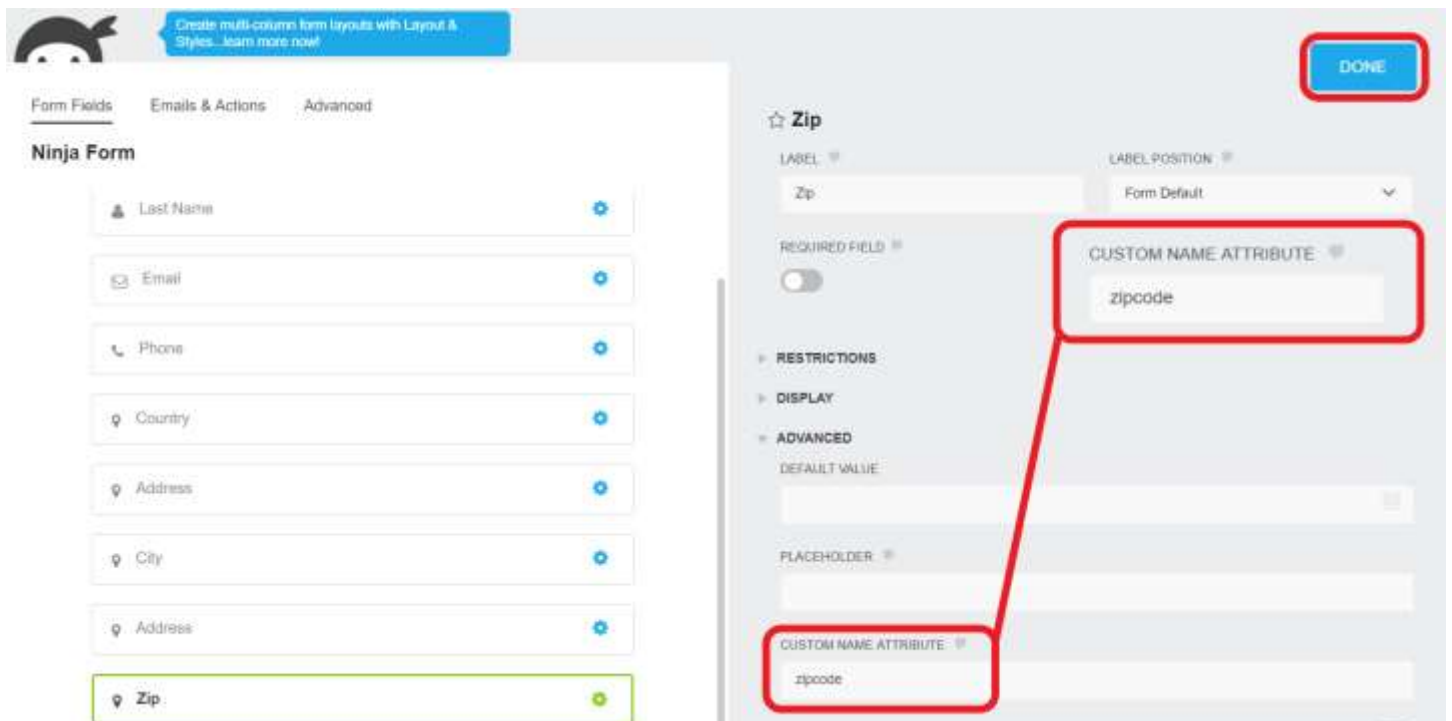 Create multi-column form layouts with Layout &
Styles...learn more now!
DONE
Form Fields
Emails & Actions
Advanced
Ninja Form
Last Name
Email
Phone
Country
Address
City
Address
Zip
Zip
LABEL
LABEL POSITION
Zip
Form Default
REQUIRED FIELD
CUSTOM NAME ATTRIBUTE
zipcode
RESTRICTIONS
DISPLAY
ADVANCED
DEFAULT VALUE
PLACEHOLDER
CUSTOM NAME ATTRIBUTE
zipcode